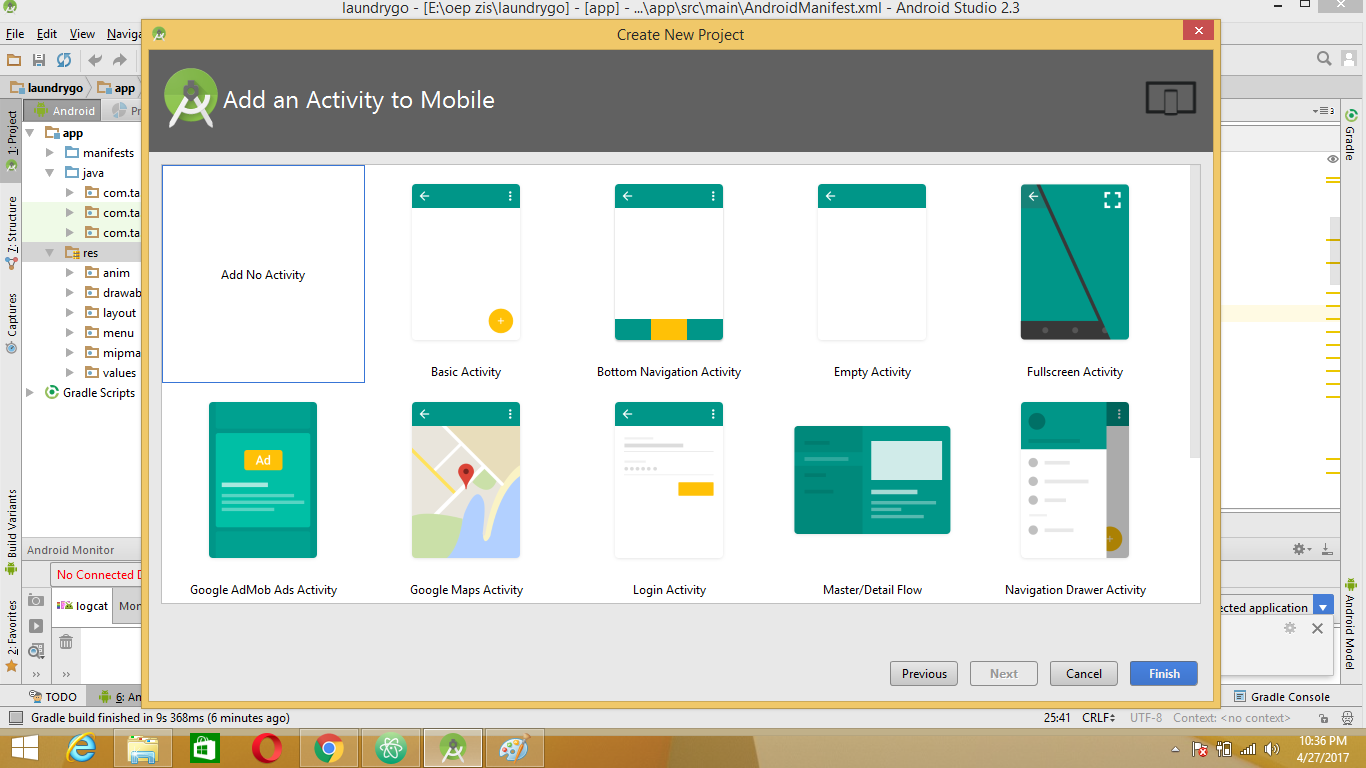 laundrygo - [E:\oep zis\laundrygo] - [app] - ...\app\src\main\AndroidManifest.xml - Android Studio 2.3
File Edit View Naviga
Create New Project
laundrygo app
Add an Activity to Mobile
Android Pr
3
1: Project
7: Structure
Captures
Build Variants
2: Favorites
app
manifests
java
com.ta
com.ta
com.ta
res
anim
drawab
layout
menu
mipma
values
Gradle Scripts
Add No Activity
Basic Activity
Bottom Navigation Activity
Empty Activity
Fullscreen Activity
Ad
Google AdMob Ads Activity
Google Maps Activity
Login Activity
Master/Detail Flow
Navigation Drawer Activity
Gradle
Android Model
Android Monitor
No Connected D
logcat Mon
ected application
Previous Next Cancel Finish
TODO 6: An
Gradle Console
Gradle build finished in 9s 368ms (6 minutes ago)
25:41 CRLF UTF-8 Context: <no context>
10:36 PM
4/27/2017